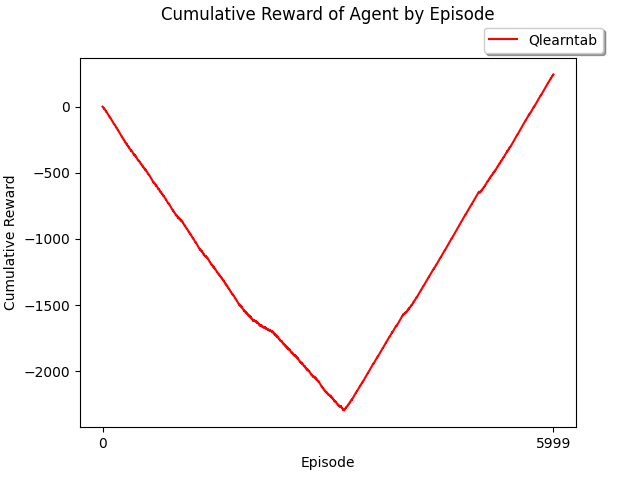 Cumulative Reward of Agent by Episode
Qlearntab
0
−500
−1000
−1500
−2000
Cumulative Reward
0
5999
Episode